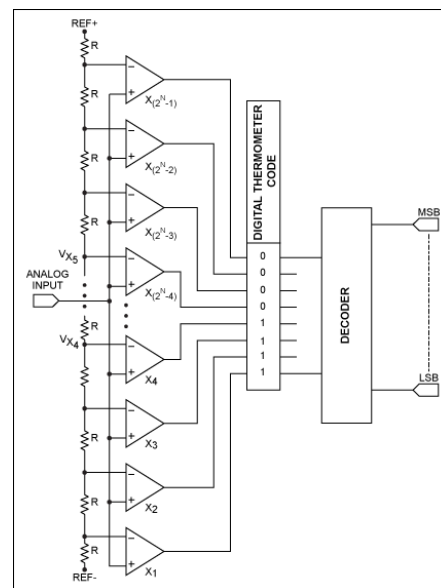 REF+
R
−
+
X(2^N-1)
R
−
+
X(2^N-2)
R
−
+
X(2^N-3)
R
VX5
−
+
X(2^N-4)
ANALOG
INPUT
R
VX4
−
+
X4
R
−
+
X3
R
−
+
X2
R
−
+
X1
R
REF-
DIGITAL THERMOMETER
CODE
0
0
0
0
1
1
1
1
DECODER
MSB
LSB